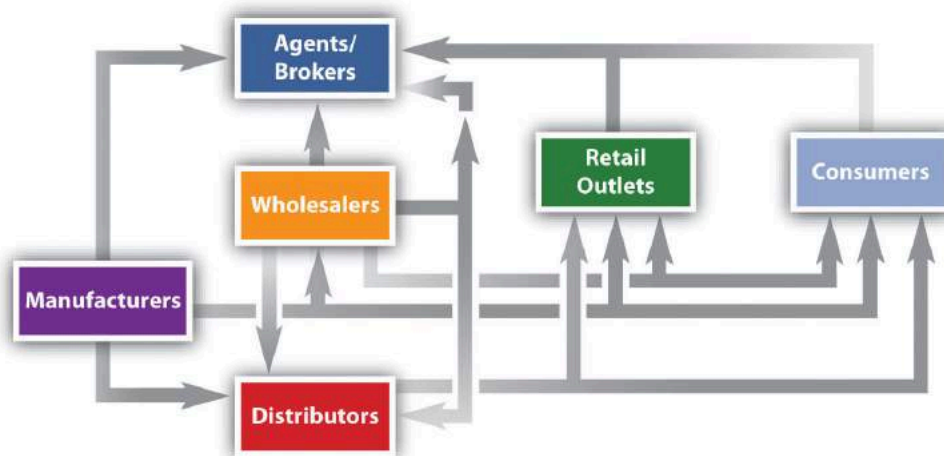 Agents/
Brokers
Retail
Outlets
Consumers
Wholesalers
Manufacturers
Distributors